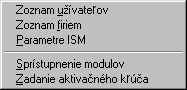 Zoznam užívateľov
Zoznam firiem
Parametre ISM
Sprístupnenie modulov
Zadanie aktivačného kľúča